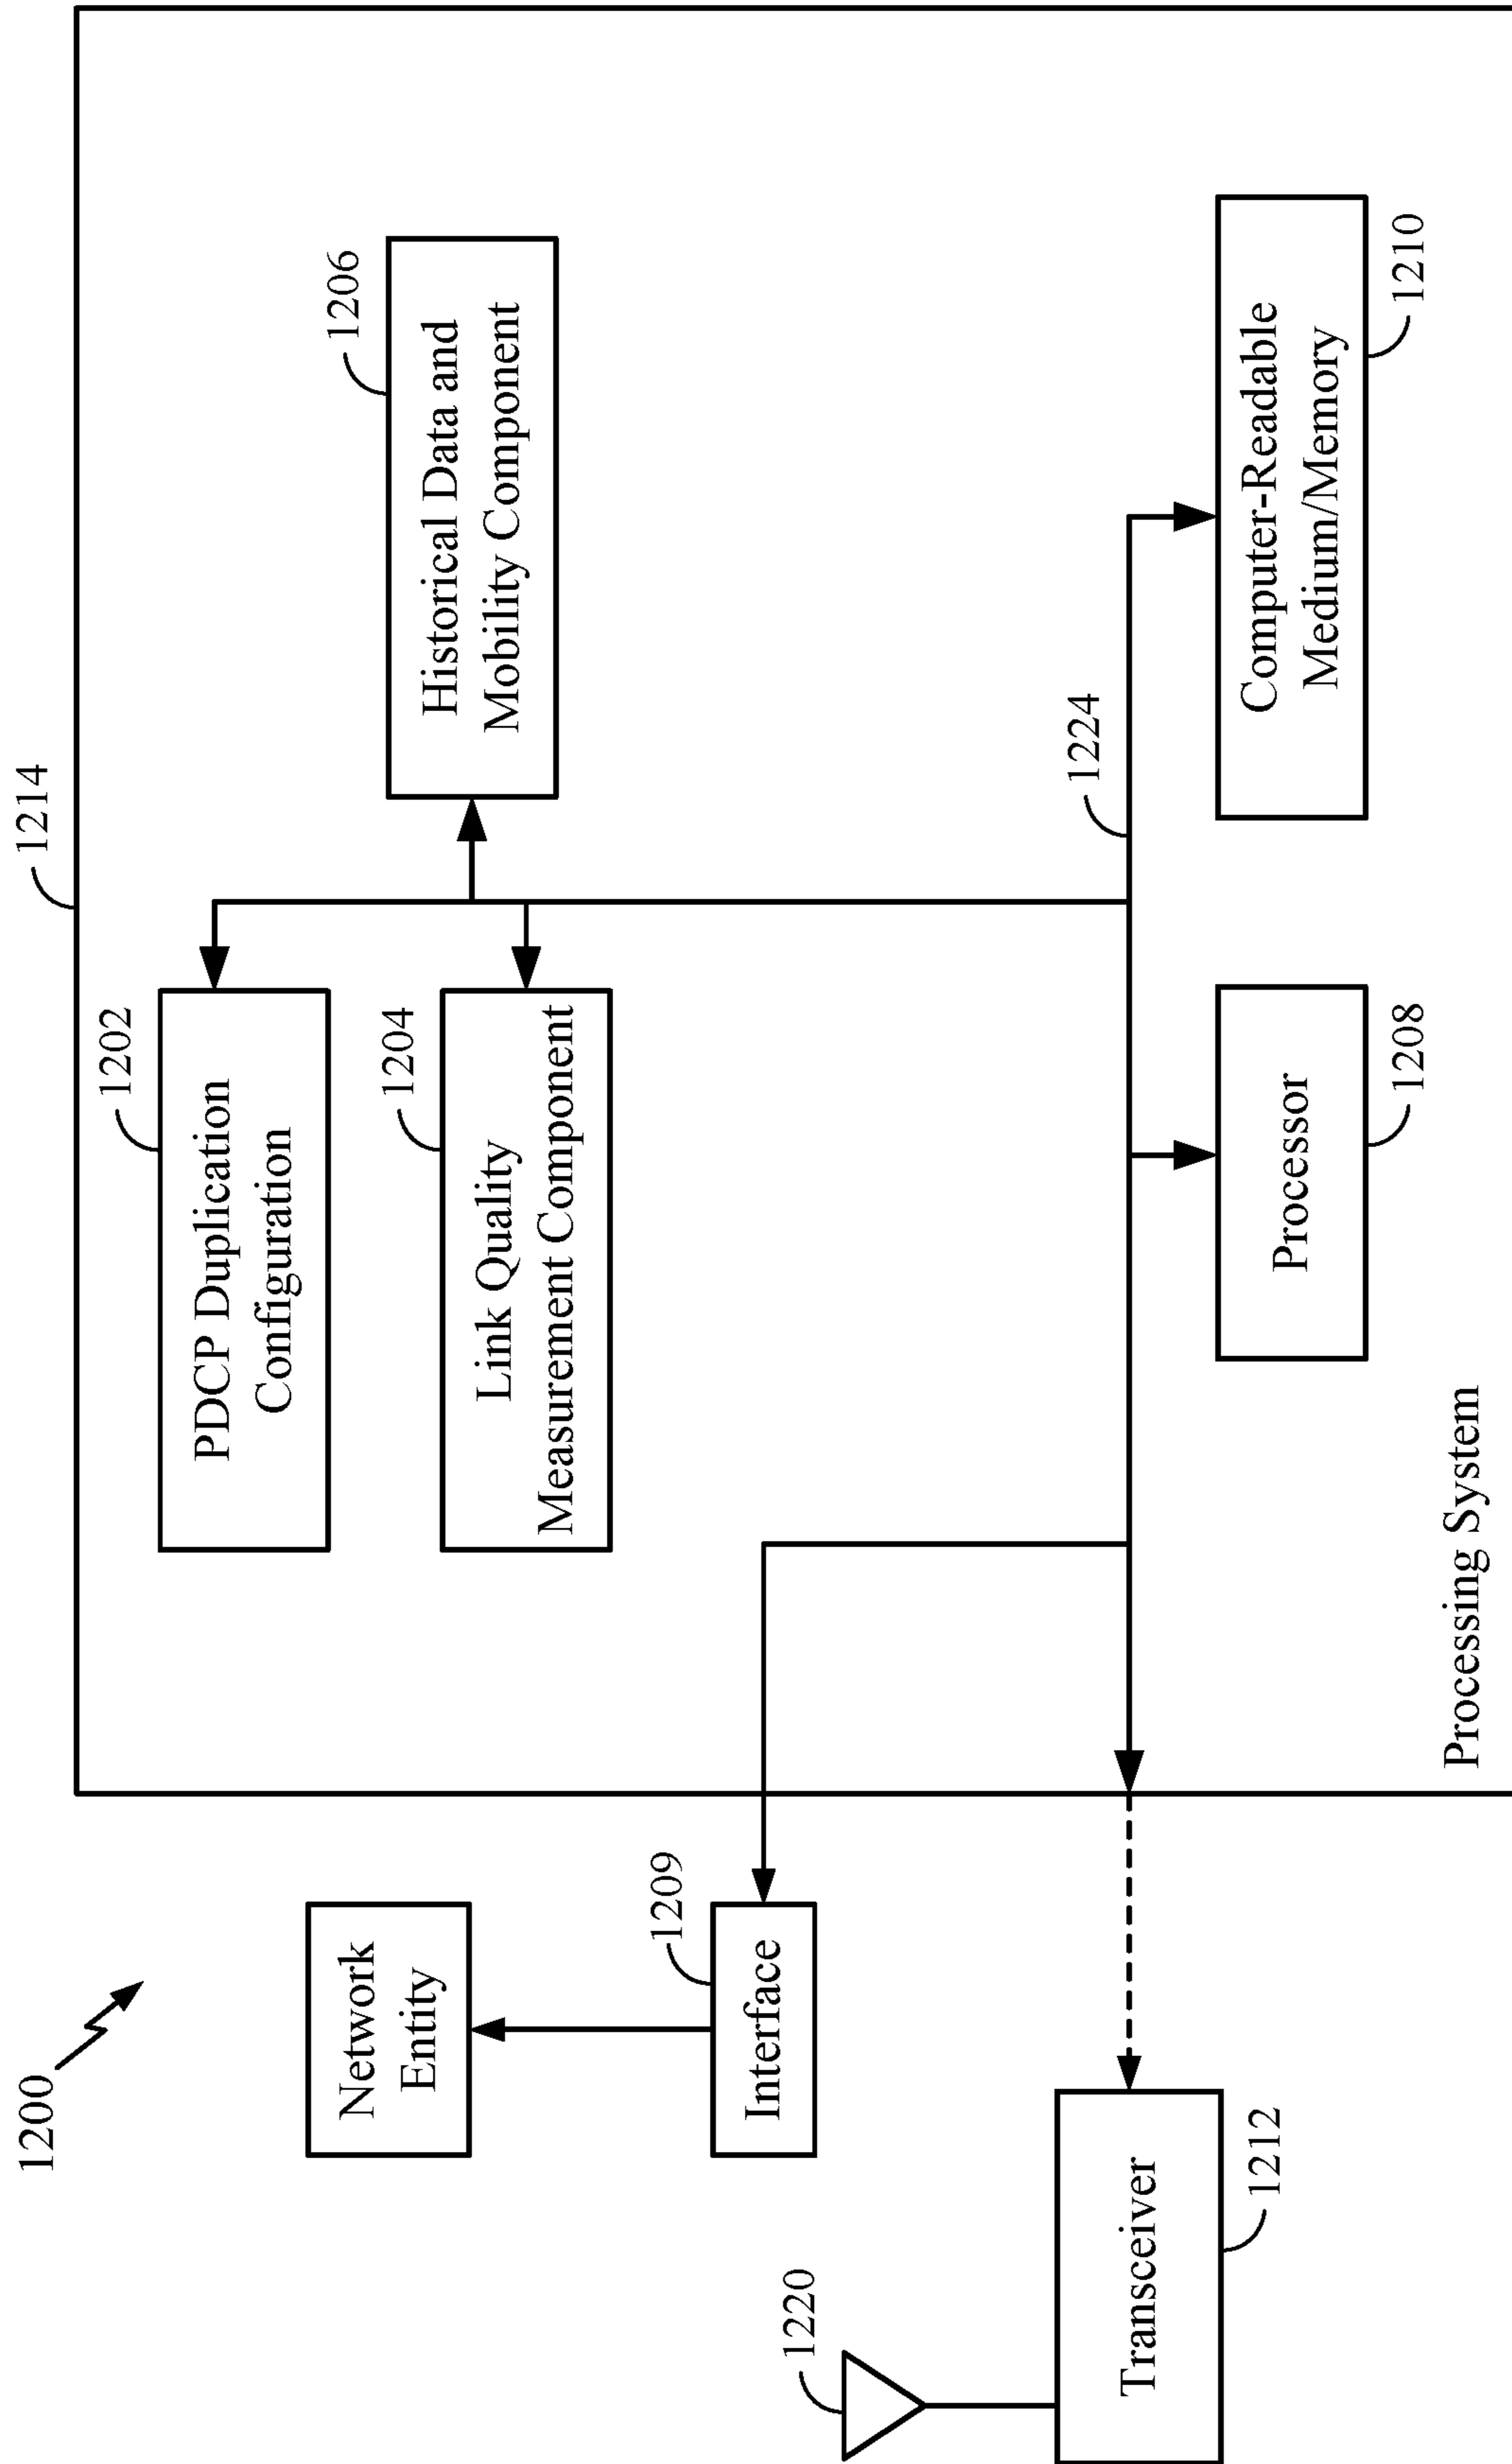 1200
1214
PDCP Duplication
Configuration
1202
Link Quality
Measurement Component
1204
Historical Data and
Mobility Component
1206
Network
Entity
Interface
1209
1220
Transceiver
1212
1224
Processor
1208
Computer-Readable
Medium/Memory
1210
Processing System